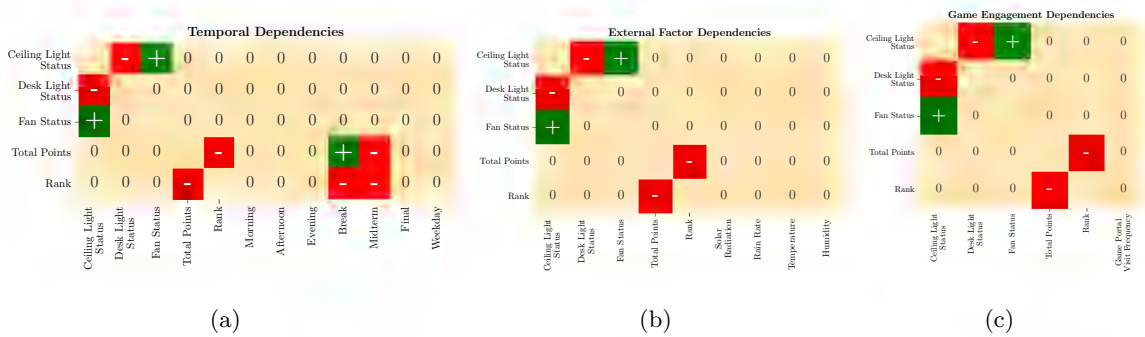 Temporal Dependencies
Ceiling Light
Status
- + 0 0 0 0 0 0 0 0 0
Desk Light
Status
- 0 0 0 0 0 0 0 0 0 0
Fan Status
+ 0 0 0 0 0 0 0 0 0 0
Total Points
0 0 0 - 0 0 0 + - 0 0
Rank
0 0 0 - 0 0 0 - - 0 0
Ceiling Light
Status
Desk Light
Status
Fan Status
Total Points
Rank
Morning
Afternoon
Evening
Break
Midterm
Final
Weekday
(a)
External Factor Dependencies
Ceiling Light
Status
- + 0 0 0 0 0 0
Desk Light
Status
- 0 0 0 0 0 0 0
Fan Status
+ 0 0 0 0 0 0 0
Total Points
0 0 0 - 0 0 0 0
Rank
0 0 0 - 0 0 0 0
Ceiling Light
Status
Desk Light
Status
Fan Status
Total Points
Rank
Solar
Radiation
Rain Rate
Temperature
Humidity
(b)
Game Engagement Dependencies
Ceiling Light
Status
- + 0 0 0
Desk Light
Status
- 0 0 0 0
Fan Status
+ 0 0 0 0
Total Points
0 0 0 - 0
Rank
0 0 0 - 0
Ceiling Light
Status
Desk Light
Status
Fan Status
Total Points
Rank
Game Portal
Visit Frequency
(c)